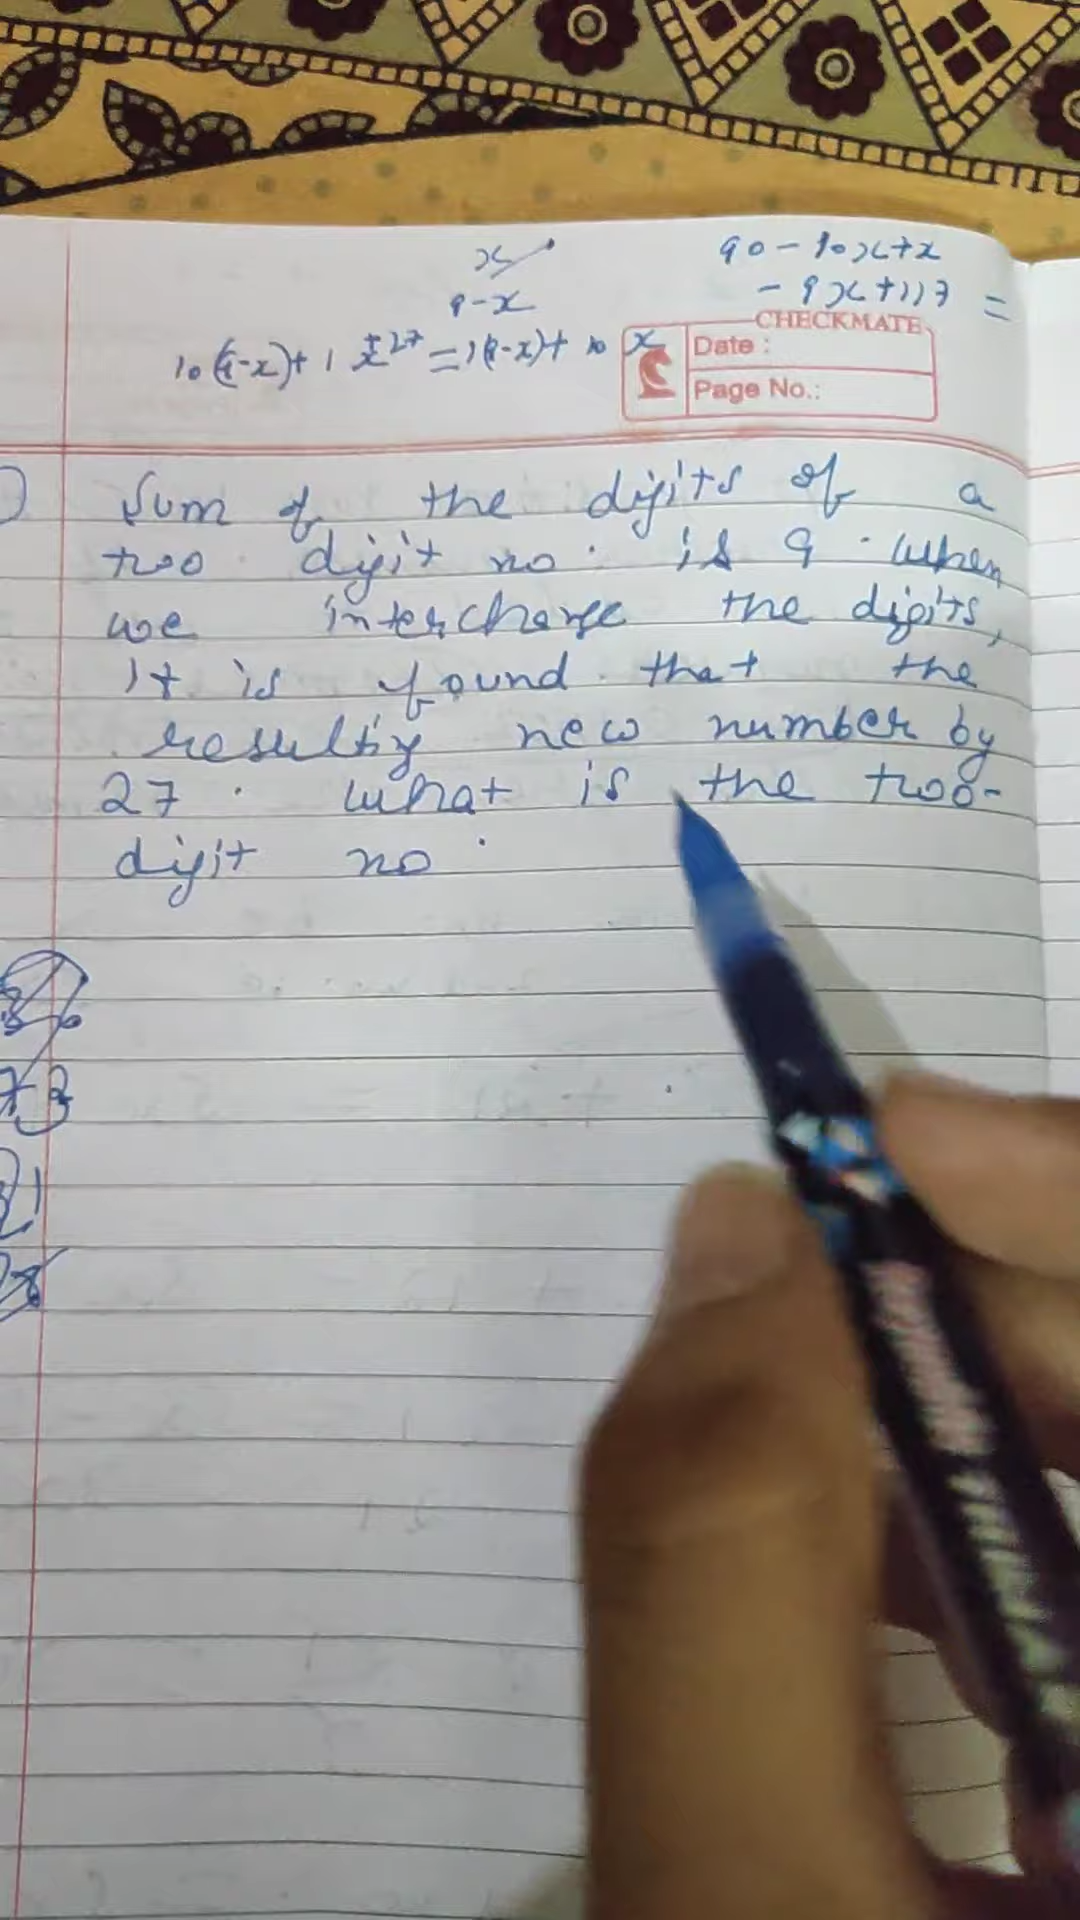 x
9-x
90-10x+x
-9x+117 =
10(9-x)+1x+27=1(9-x)+10x
CHECKMATE
Date :
Page No.:
Sum of the digits of a
two digit no. is 9. when
we interchange the digits,
it is found that the
resulting new number by
27. What is the two-
digit no.